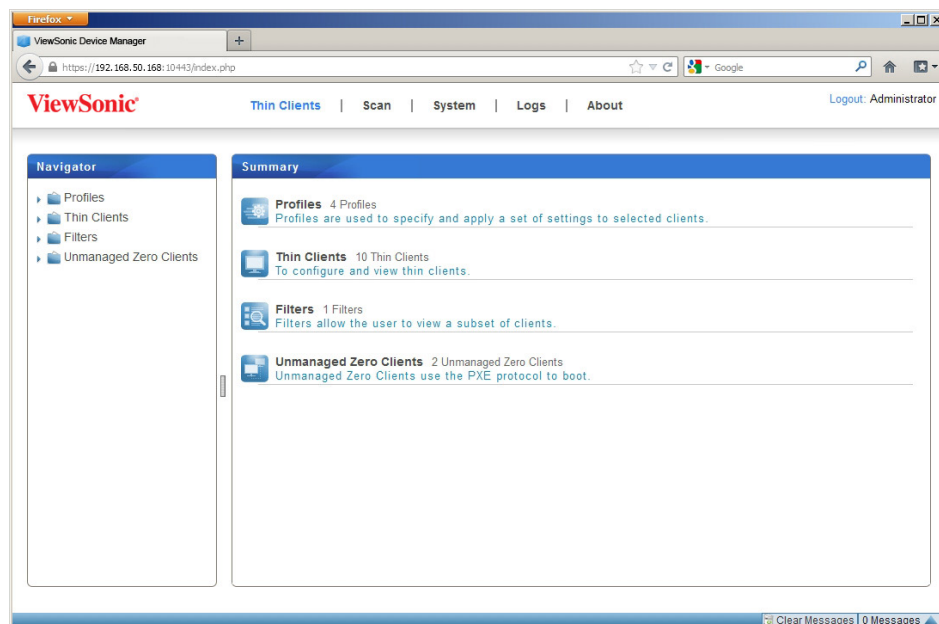 Firefox
ViewSonic Device Manager
https://192.168.50.168:10443/index.php
Google
ViewSonic
Thin Clients | Scan | System | Logs | About
Logout: Administrator
Navigator
Profiles
Thin Clients
Filters
Unmanaged Zero Clients
Summary
Profiles 4 Profiles
Profiles are used to specify and apply a set of settings to selected clients.
Thin Clients 10 Thin Clients
To configure and view thin clients.
Filters 1 Filters
Filters allow the user to view a subset of clients.
Unmanaged Zero Clients 2 Unmanaged Zero Clients
Unmanaged Zero Clients use the PXE protocol to boot.
Clear Messages 0 Messages